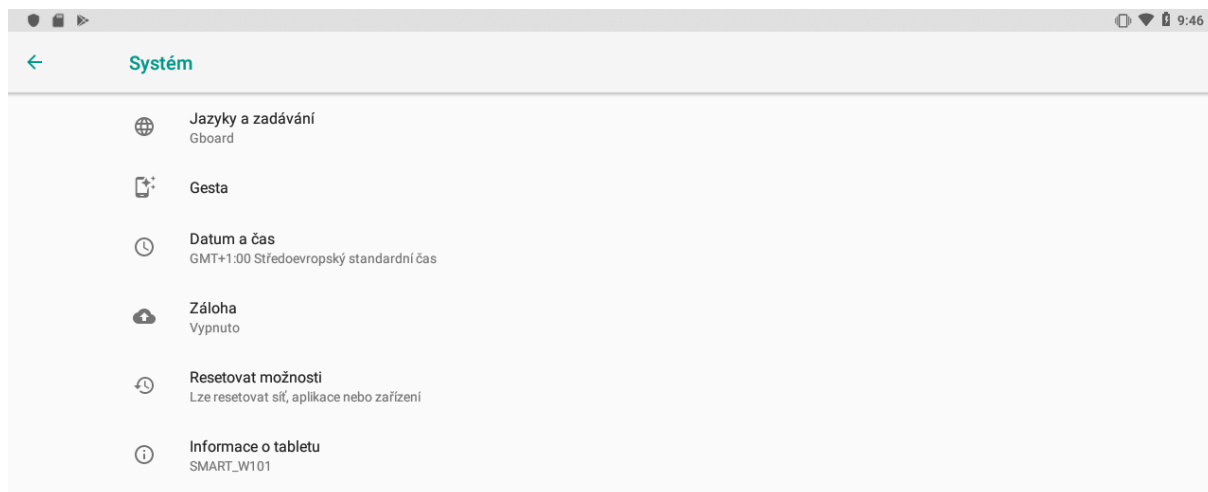 9:46
Systém
Jazyky a zadávání
Gboard
Gesta
Datum a čas
GMT+1:00 Středoevropský standardní čas
Záloha
Vypnuto
Resetovat možnosti
Lze resetovat síť, aplikace nebo zařízení
Informace o tabletu
SMART_W101